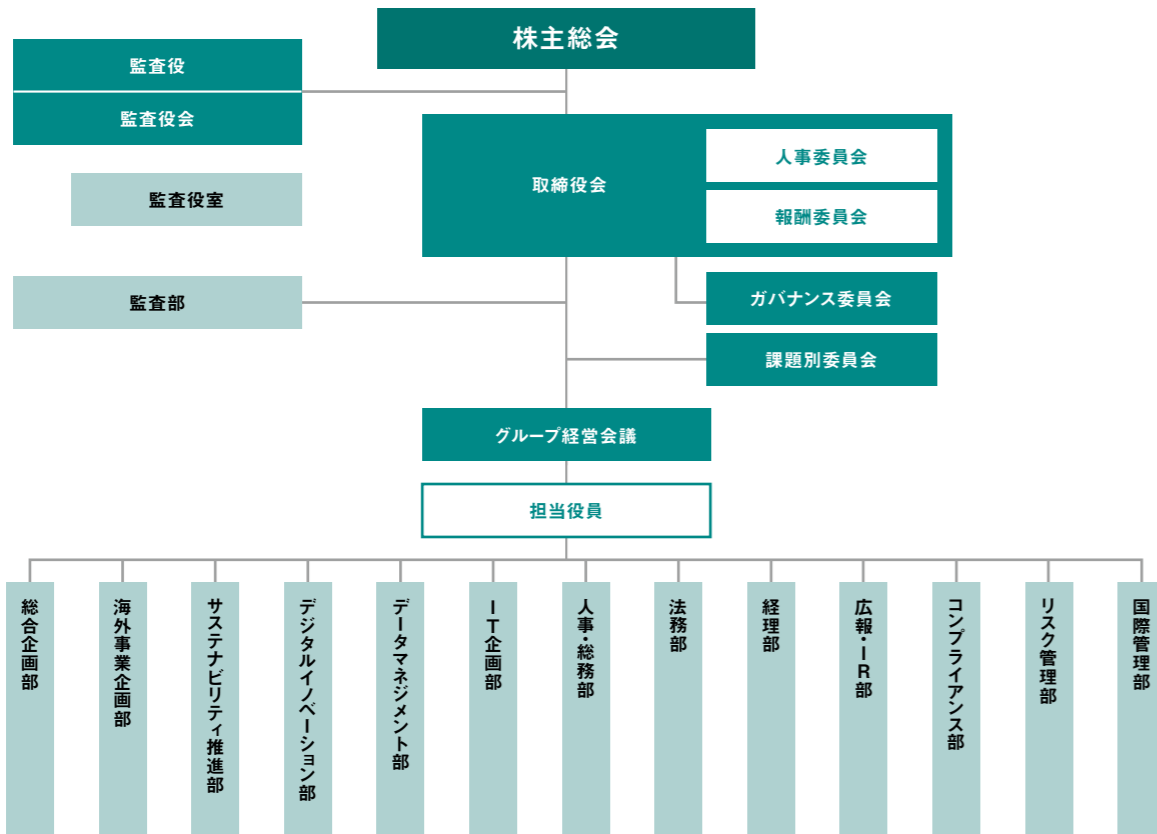 株主総会
監査役
監査役会
取締役会
人事委員会
報酬委員会
監査役室
監査部
ガバナンス委員会
課題別委員会
グループ経営会議
担当役員
総合企画部
海外事業企画部
サステナビリティ推進部
デジタルイノベーション部
データマネジメント部
IT企画部
人事・総務部
法務部
経理部
広報・IR部
コンプライアンス部
リスク管理部
国際管理部